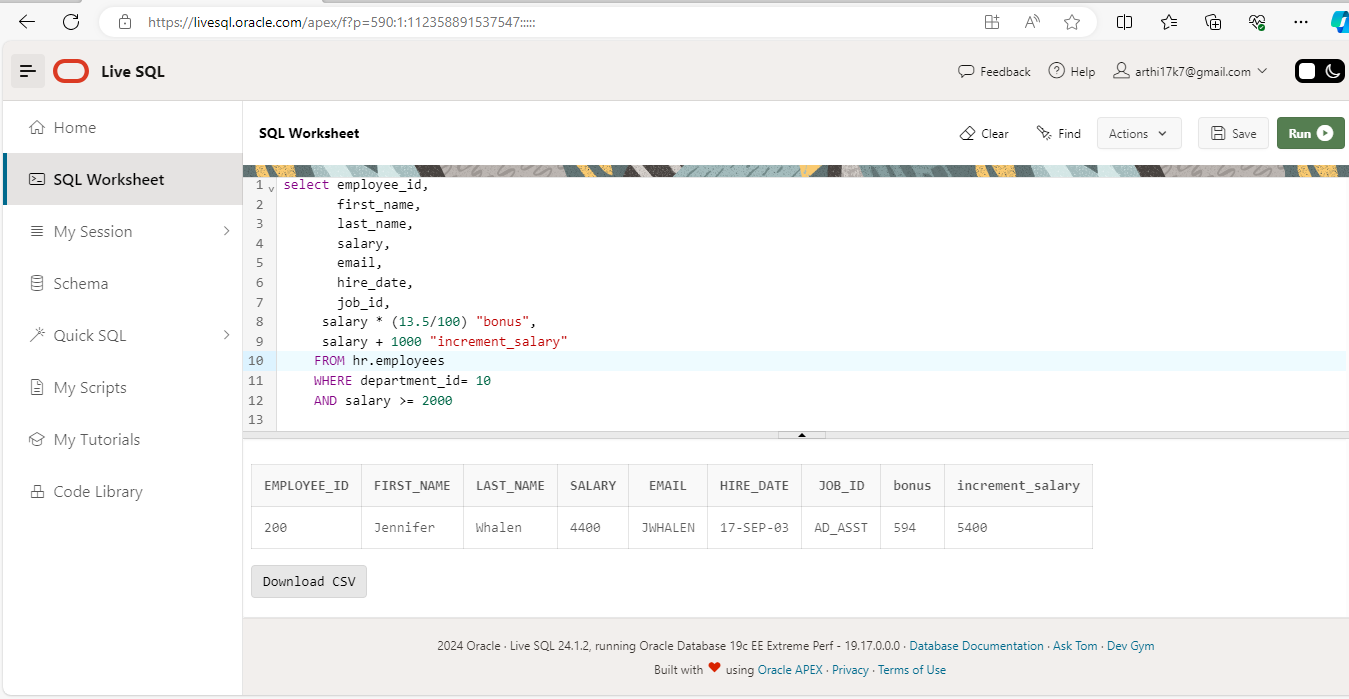 https://livesql.oracle.com/apex/f?p=590:1:112358891537547:::::
Live SQL
Feedback
Help
arthi17k7@gmail.com
Home
SQL Worksheet
My Session
Schema
Quick SQL
My Scripts
My Tutorials
Code Library
SQL Worksheet
Clear
Find
Actions
Save
Run
1 select employee_id,
2 first_name,
3 last_name,
4 salary,
5 email,
6 hire_date,
7 job_id,
8 salary * (13.5/100) "bonus",
9 salary + 1000 "increment_salary"
10 FROM hr.employees
11 WHERE department_id= 10
12 AND salary >= 2000
13
EMPLOYEE_ID FIRST_NAME LAST_NAME SALARY EMAIL HIRE_DATE JOB_ID bonus increment_salary
200 Jennifer Whalen 4400 JWHALEN 17-SEP-03 AD_ASST 594 5400
Download CSV
2024 Oracle · Live SQL 24.1.2, running Oracle Database 19c EE Extreme Perf - 19.17.0.0.0 · Database Documentation · Ask Tom · Dev Gym
Built with ❤ using Oracle APEX · Privacy · Terms of Use